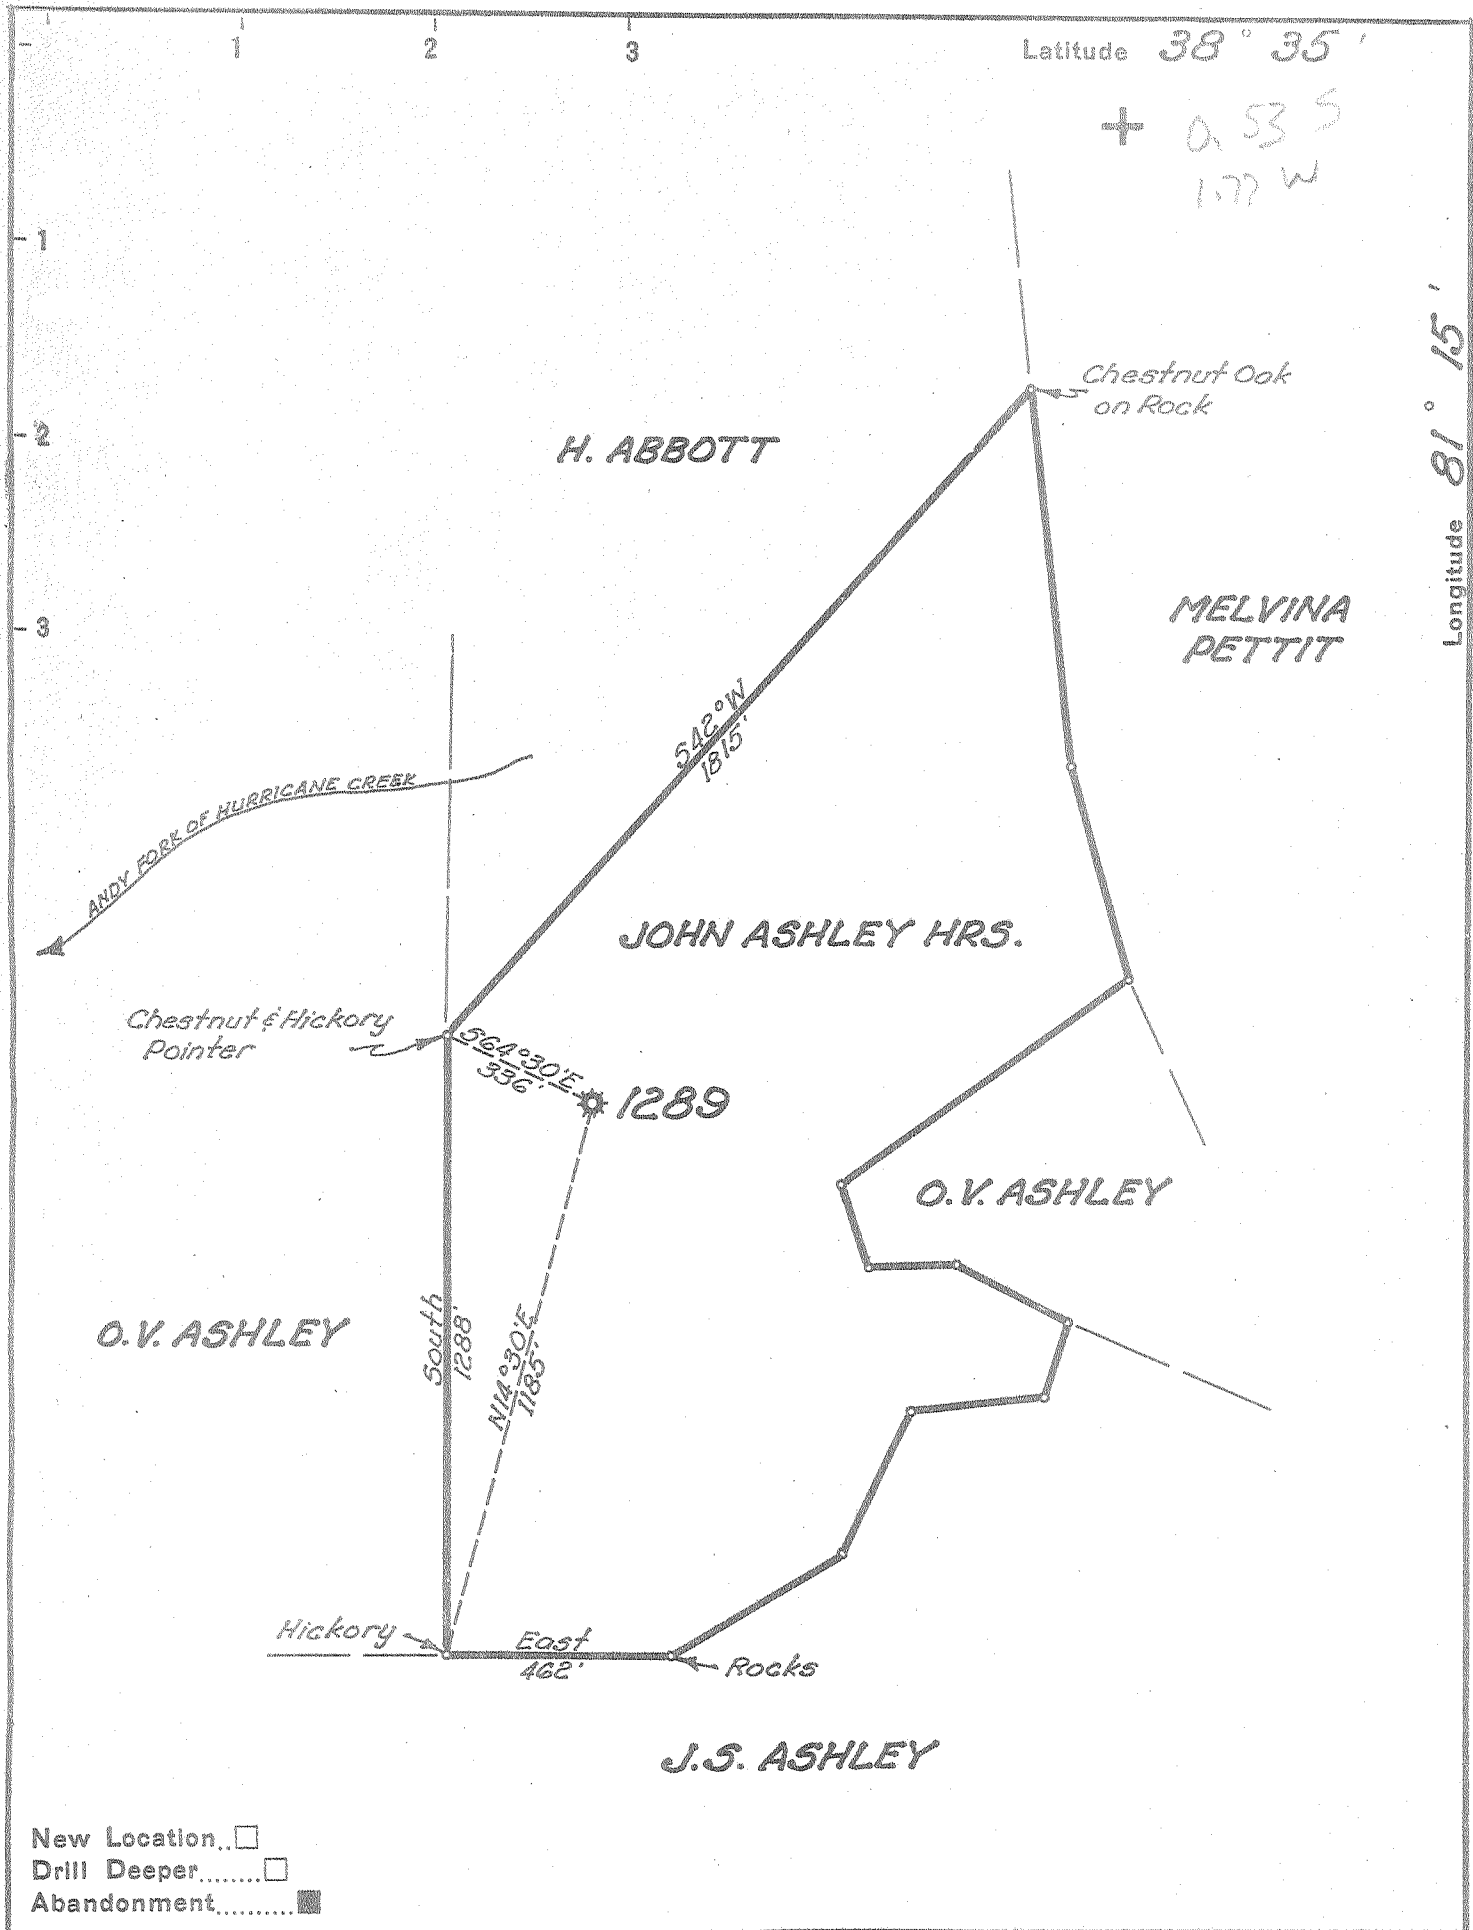 1 2 3
Latitude 38° 35'
+ 0.53 S
1.77 W
1
2
3
Longitude 81° 15'
Chestnut Oak
on Rock
H. ABBOTT
MELVINA
PETTIT
S42°W
1815'
ANDY FORK OF HURRICANE CREEK
JOHN ASHLEY HRS.
Chestnut & Hickory
Pointer
S64°30'E
336'
1289
O.V. ASHLEY
O.V. ASHLEY
South
1288'
N14°30'E
1185'
Hickory
East
462'
Rocks
J.S. ASHLEY
New Location..
Drill Deeper........
Abandonment..........